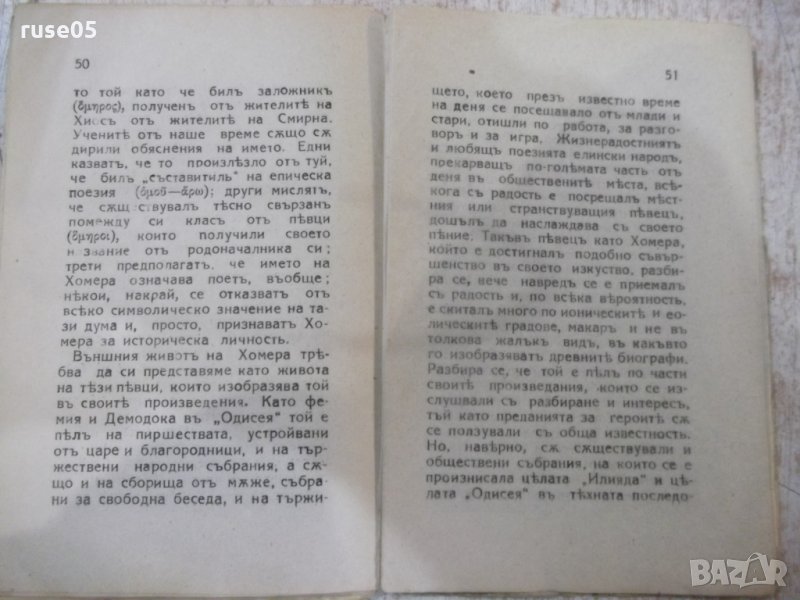 ruse05
50
то той като че билъ заложникъ
(ὅμηρος), полученъ отъ жителитѣ на
Хиосъ отъ жителитѣ на Смирна.
Ученитѣ отъ наше време сѫщо сѫ
дирили обяснения на името. Едни
казватъ, че то произлѣзло отъ туй,
че билъ „съставитиль" на епическа
поезия (ὁμοῦ—ἄρω); други мислятъ,
че сѫществувалъ тѣсно свързанъ
помежду си класъ отъ пѣвци
(ὅμηροι), които получили своето
название отъ родоначалника си;
трети предполагатъ, че името на
Хомера означава поетъ, въобще;
нѣкои, накрай, се отказватъ отъ
всѣко символическо значение на та-
зи дума и, просто, признаватъ Хо-
мера за историческа личность.
Външния животъ на Хомера трѣ-
бва да си представяме като живота
на тѣзи пѣвци, които изобразява той
въ своитѣ произведения. Като фе-
мия и Демодока въ „Одисея" той е
пѣлъ на пиршествата, устройвани
отъ царе и благородници, и на тър-
жествени народни събрания, а сѫ-
що и на сборища отъ мѫже, събра-
ни за свободна беседа, и на тържи-
51
щето, което презъ известно време
на деня се посещавало отъ млади и
стари, отишли по работа, за разго-
воръ и за игра. Жизнерадостниятъ
и любящъ поезията елински народъ,
прекарващъ по-голѣмата часть отъ
деня въ общественитѣ мѣста, всѣ-
кога съ радость е посрещалъ мѣст-
ния или странствуващия пѣвецъ,
дошълъ да наслаждава съ своето
пѣние. Такъвъ пѣвецъ като Хомера,
който е достигналъ подобно съвър-
шенство въ своето изкуство, разби-
ра се, вече навредъ се е приемалъ
съ радость и, по всѣка вѣроятность,
е скиталъ много по ионическитѣ и ео-
лическитѣ градове, макаръ и не въ
толкова жалъкъ видъ, въ какъвто
го изобразяватъ древнитѣ биографи.
Разбира се, че той е пѣлъ по части
своитѣ произведания, които се из-
слушвали съ разбиране и интересъ,
тъй като преданията за героитѣ сѫ
се ползували съ обща известность.
Но, навѣрно, сѫ сѫществували и
обществени събрания, на които се е
произнисала цѣлата „Илияда" и цѣ-
лата „Одисея" въ тѣхната последо-
BAZAR